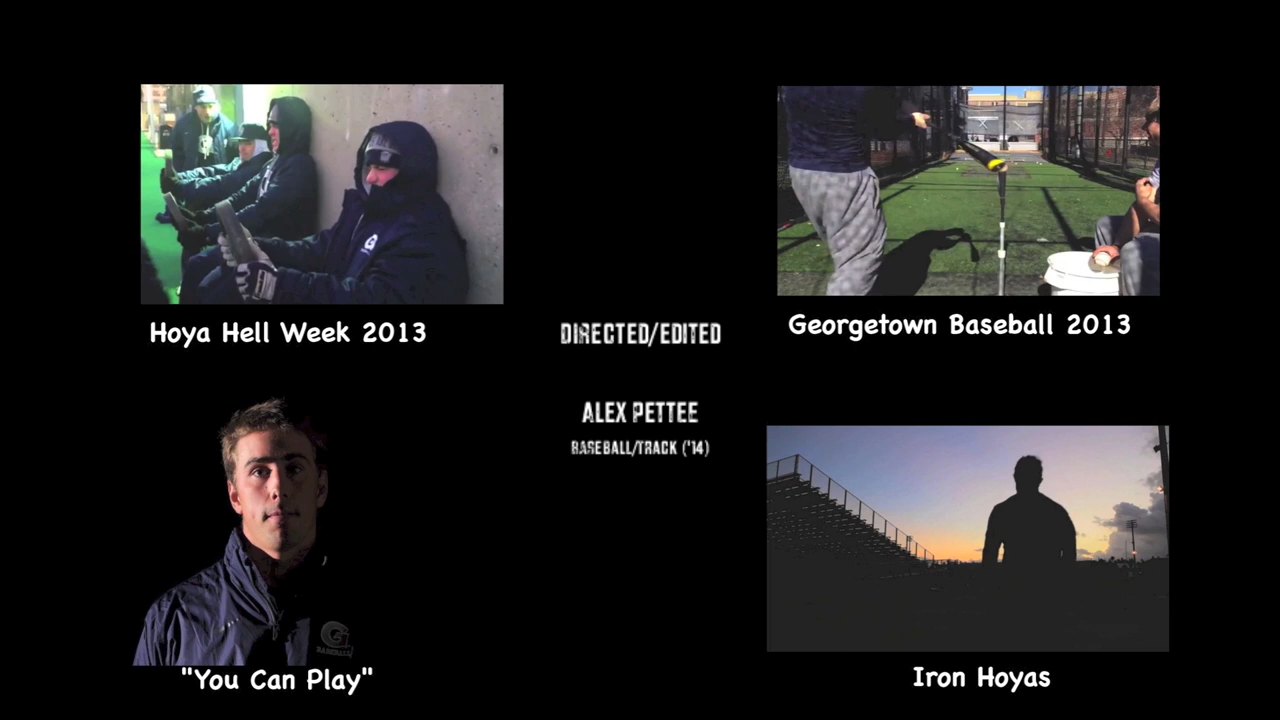 Hoya Hell Week 2013
Georgetown Baseball 2013
DIRECTED/EDITED
ALEX PETTEE
BASEBALL/TRACK ('14)
G
G
BASEBALL
"You Can Play"
Iron Hoyas